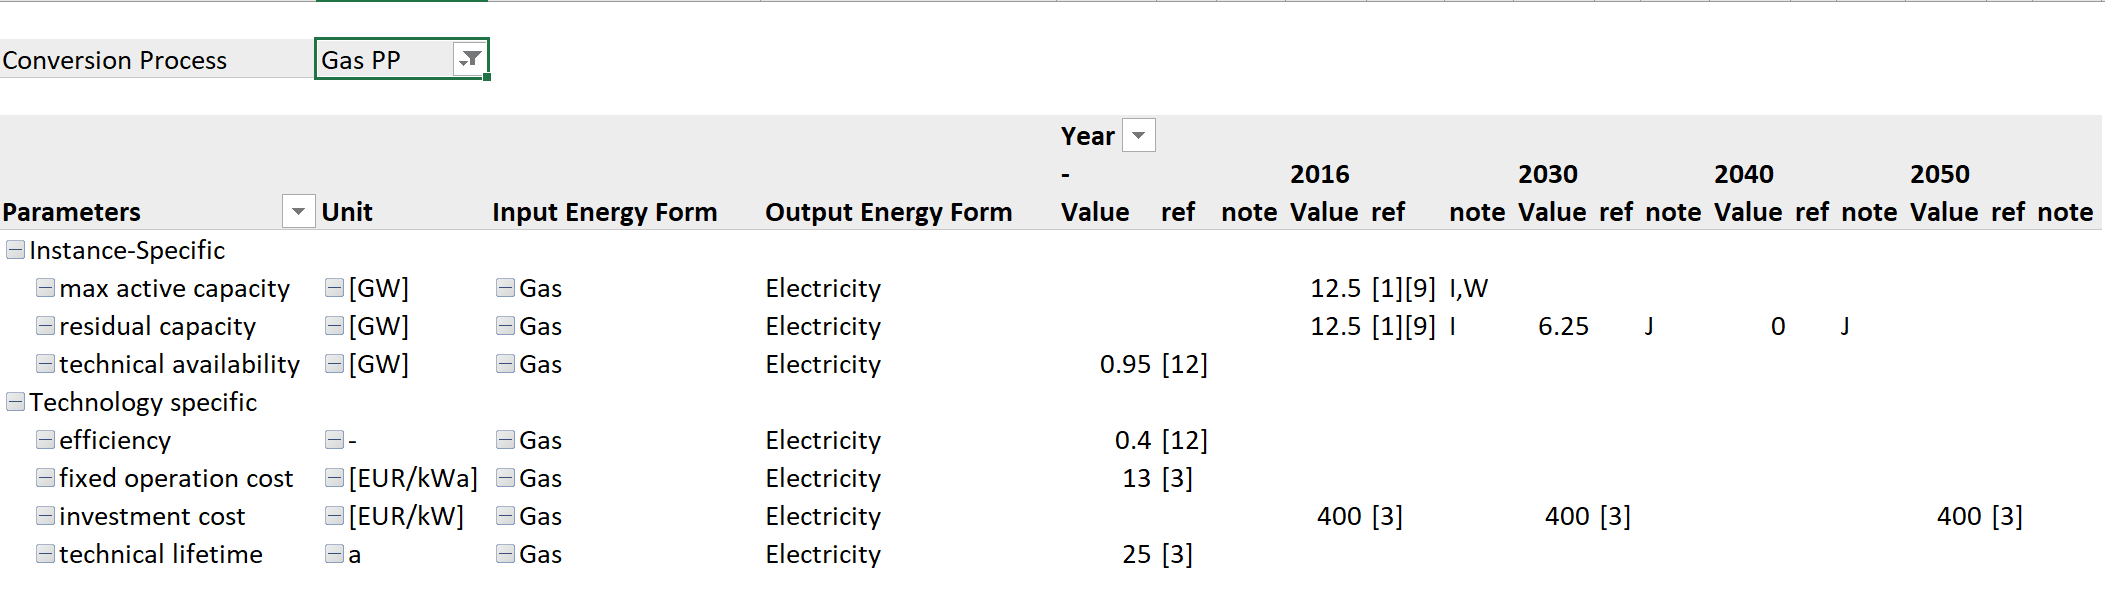 Conversion Process Gas PP
Year
- 2016 2030 2040 2050
Parameters Unit Input Energy Form Output Energy Form Value ref note Value ref note Value ref note Value ref note Value ref note
Instance-Specific
max active capacity [GW] Gas Electricity 12.5 [1][9] I,W
residual capacity [GW] Gas Electricity 12.5 [1][9] I 6.25 J 0 J
technical availability [GW] Gas Electricity 0.95 [12]
Technology specific
efficiency - Gas Electricity 0.4 [12]
fixed operation cost [EUR/kWa] Gas Electricity 13 [3]
investment cost [EUR/kW] Gas Electricity 400 [3] 400 [3] 400 [3]
technical lifetime a Gas Electricity 25 [3]